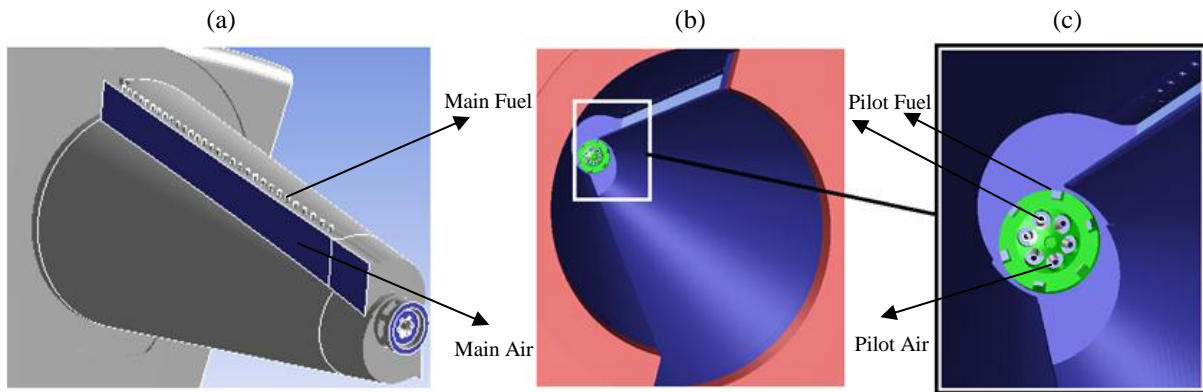 (a)
(b)
(c)
Main Fuel
Pilot Fuel
Main Air
Pilot Air